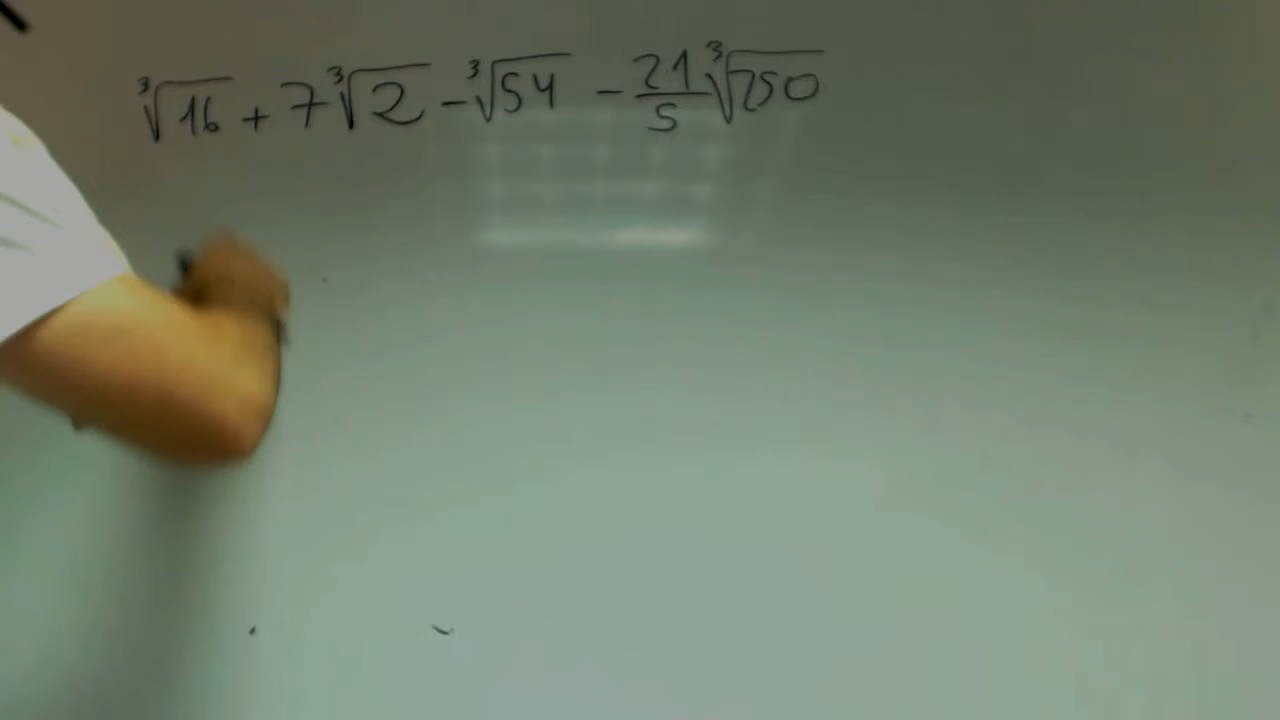 ∛16 + 7∛2 - ∛54 - 21/5 ∛250